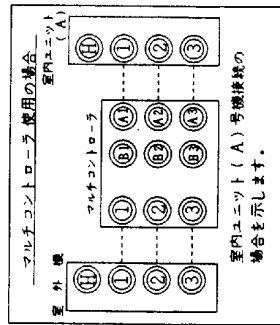 マルチコントローラ使用の場合
室外機
Ⓗ
①
②
③
マルチコントローラ
①
②
③
B1
B2
B3
A1
A2
A3
室内ユニット
(A)
Ⓗ
①
②
③
室内ユニット(A)号機接続の
場合を示します。